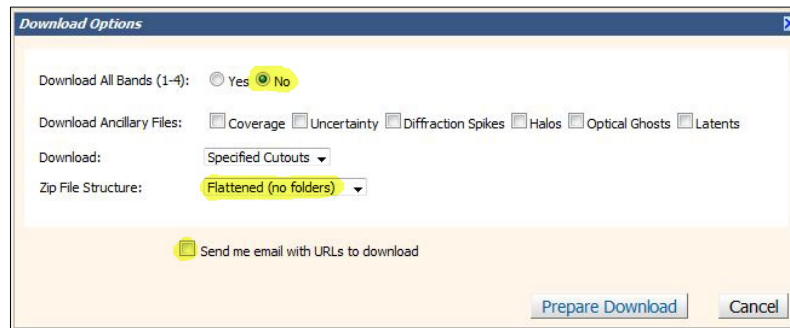 Download Options
Download All Bands (1-4): Yes No
Download Ancillary Files: Coverage Uncertainty Diffraction Spikes Halos Optical Ghosts Latents
Download: Specified Cutouts
Zip File Structure: Flattened (no folders)
Send me email with URLs to download
Prepare Download Cancel